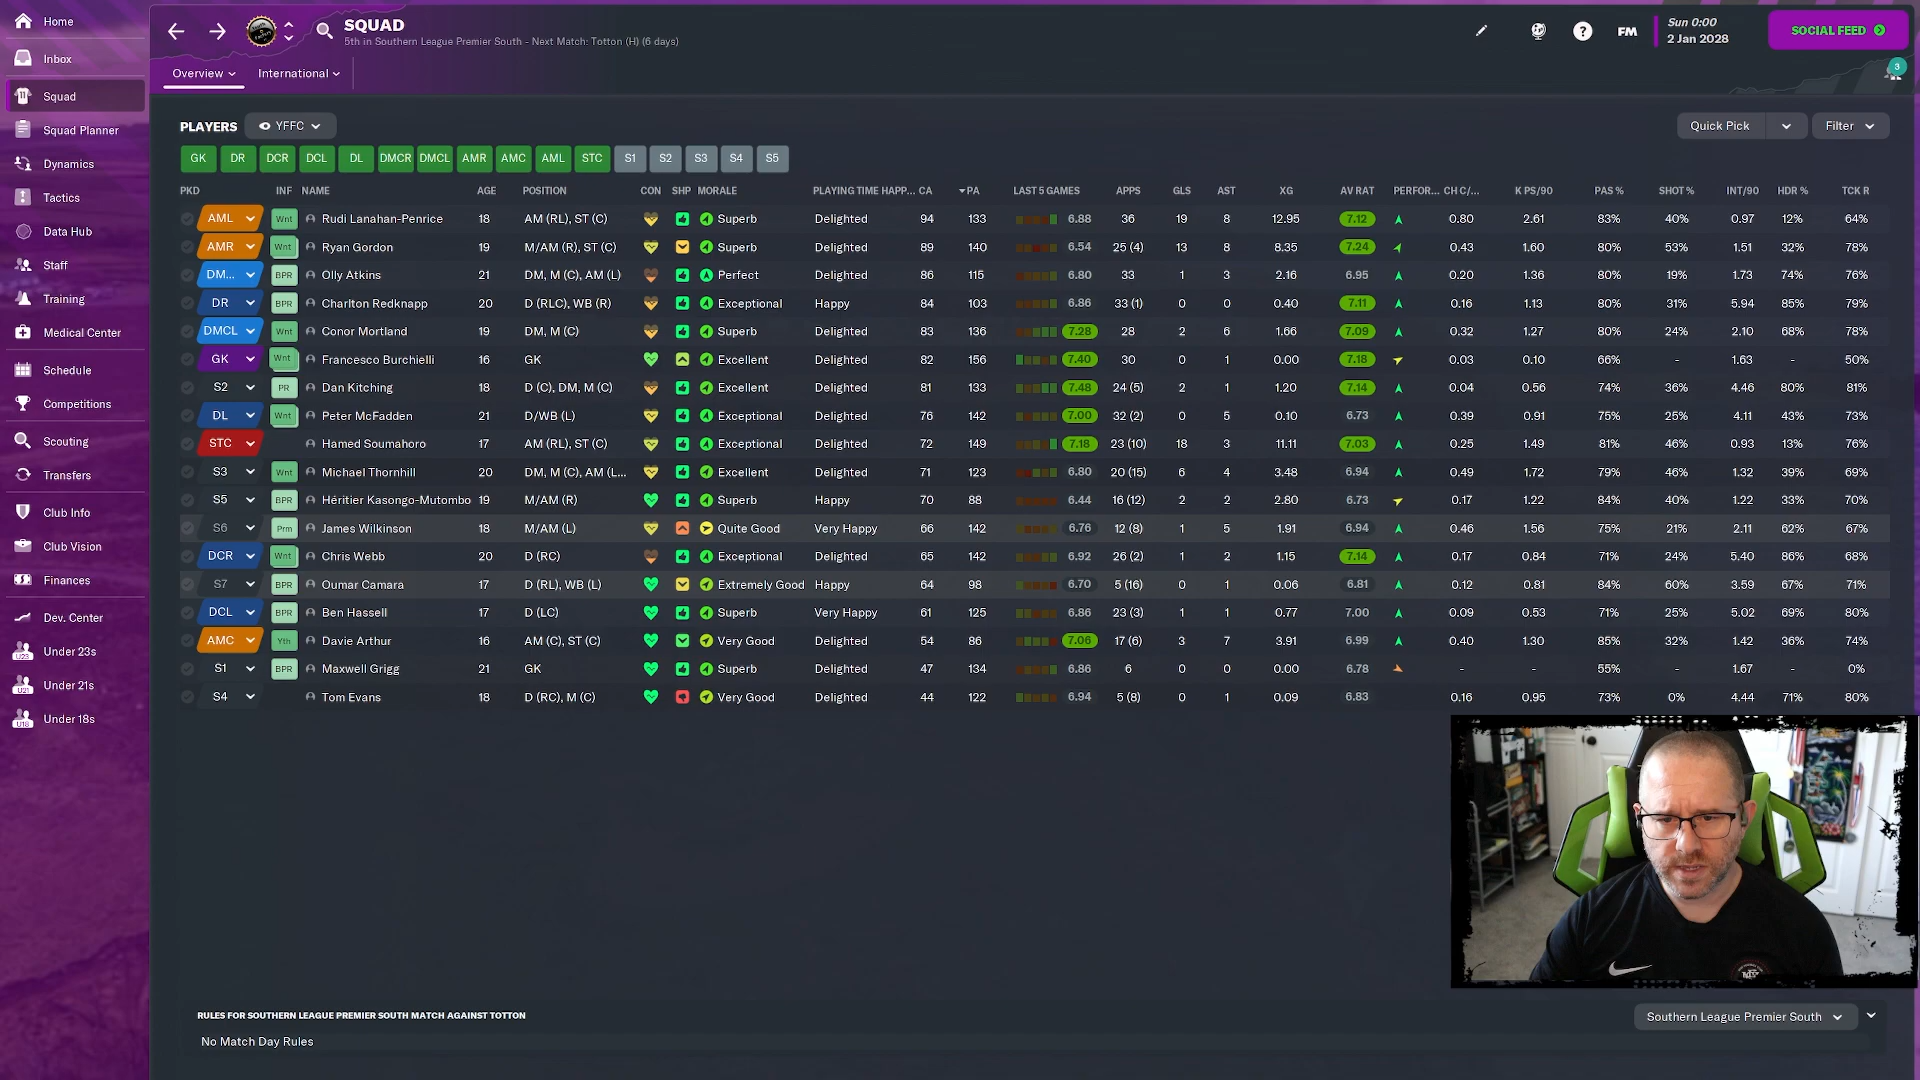 Home
Inbox
Squad
Squad Planner
Dynamics
Tactics
Data Hub
Staff
Training
Medical Center
Schedule
Competitions
Scouting
Transfers
Club Info
Club Vision
Finances
Dev. Center
Under 23s
Under 21s
Under 18s
SQUAD
5th in Southern League Premier South - Next Match: Totton (H) (6 days)
FM
Sun 0:00
2 Jan 2028
SOCIAL FEED
3
Overview International
PLAYERS YFFC
Quick Pick Filter
GK DR DCR DCL DL DMCR DMCL AMR AMC AML STC S1 S2 S3 S4 S5
PKD INF NAME AGE POSITION CON SHP MORALE PLAYING TIME HAPP... CA PA LAST 5 GAMES APPS GLS AST XG AV RAT PERFOR... CH C/... K PS/90 PAS % SHOT % INT/90 HDR % TCK R
AML Wnt Rudi Lanahan-Penrice 18 AM (RL), ST (C) Superb Delighted 94 133 6.88 36 19 8 12.95 7.12 0.80 2.61 83% 40% 0.97 12% 64%
AMR Wnt Ryan Gordon 19 M/AM (R), ST (C) Superb Delighted 89 140 6.54 25 (4) 13 8 8.35 7.24 0.43 1.60 80% 53% 1.51 32% 78%
DM... BPR Olly Atkins 21 DM, M (C), AM (L) Perfect Delighted 86 115 6.80 33 1 3 2.16 6.95 0.20 1.36 80% 19% 1.73 74% 76%
DR BPR Charlton Redknapp 20 D (RLC), WB (R) Exceptional Happy 84 103 6.86 33 (1) 0 0 0.40 7.11 0.16 1.13 80% 31% 5.94 85% 79%
DMCL Wnt Conor Mortland 19 DM, M (C) Superb Delighted 83 136 7.28 28 2 6 1.66 7.09 0.32 1.27 80% 24% 2.10 68% 78%
GK Wnt Francesco Burchielli 16 GK Excellent Delighted 82 156 7.40 30 0 1 0.00 7.18 0.03 0.10 66% - 1.63 - 50%
S2 PR Dan Kitching 18 D (C), DM, M (C) Excellent Delighted 81 133 7.48 24 (5) 2 1 1.20 7.14 0.04 0.56 74% 36% 4.46 80% 81%
DL Wnt Peter McFadden 21 D/WB (L) Exceptional Delighted 76 142 7.00 32 (2) 0 5 0.10 6.73 0.39 0.91 75% 25% 4.11 43% 73%
STC Hamed Soumahoro 17 AM (RL), ST (C) Exceptional Delighted 72 149 7.18 23 (10) 18 3 11.11 7.03 0.25 1.49 81% 46% 0.93 13% 76%
S3 Wnt Michael Thornhill 20 DM, M (C), AM (L... Excellent Delighted 71 123 6.80 20 (15) 6 4 3.48 6.94 0.49 1.72 79% 46% 1.32 39% 69%
S5 BPR Héritier Kasongo-Mutombo 19 M/AM (R) Superb Happy 70 88 6.44 16 (12) 2 2 2.80 6.73 0.17 1.22 84% 40% 1.22 33% 70%
S6 Prm James Wilkinson 18 M/AM (L) Quite Good Very Happy 66 142 6.76 12 (8) 1 5 1.91 6.94 0.46 1.56 75% 21% 2.11 62% 67%
DCR Wnt Chris Webb 20 D (RC) Exceptional Delighted 65 142 6.92 26 (2) 1 2 1.15 7.14 0.17 0.84 71% 24% 5.40 86% 68%
S7 BPR Oumar Camara 17 D (RL), WB (L) Extremely Good Happy 64 98 6.70 5 (16) 0 1 0.06 6.81 0.12 0.81 84% 60% 3.59 67% 71%
DCL BPR Ben Hassell 17 D (LC) Superb Very Happy 61 125 6.86 23 (3) 1 1 0.77 7.00 0.09 0.53 71% 25% 5.02 69% 80%
AMC Yth Davie Arthur 16 AM (C), ST (C) Very Good Delighted 54 86 7.06 17 (6) 3 7 3.91 6.99 0.40 1.30 85% 32% 1.42 36% 74%
S1 BPR Maxwell Grigg 21 GK Superb Delighted 47 134 6.86 6 0 0 0.00 6.78 - - 55% - 1.67 - 0%
S4 Tom Evans 18 D (RC), M (C) Very Good Delighted 44 122 6.94 5 (8) 0 1 0.09 6.83 0.16 0.95 73% 0% 4.44 71% 80%
RULES FOR SOUTHERN LEAGUE PREMIER SOUTH MATCH AGAINST TOTTON
Southern League Premier South
No Match Day Rules